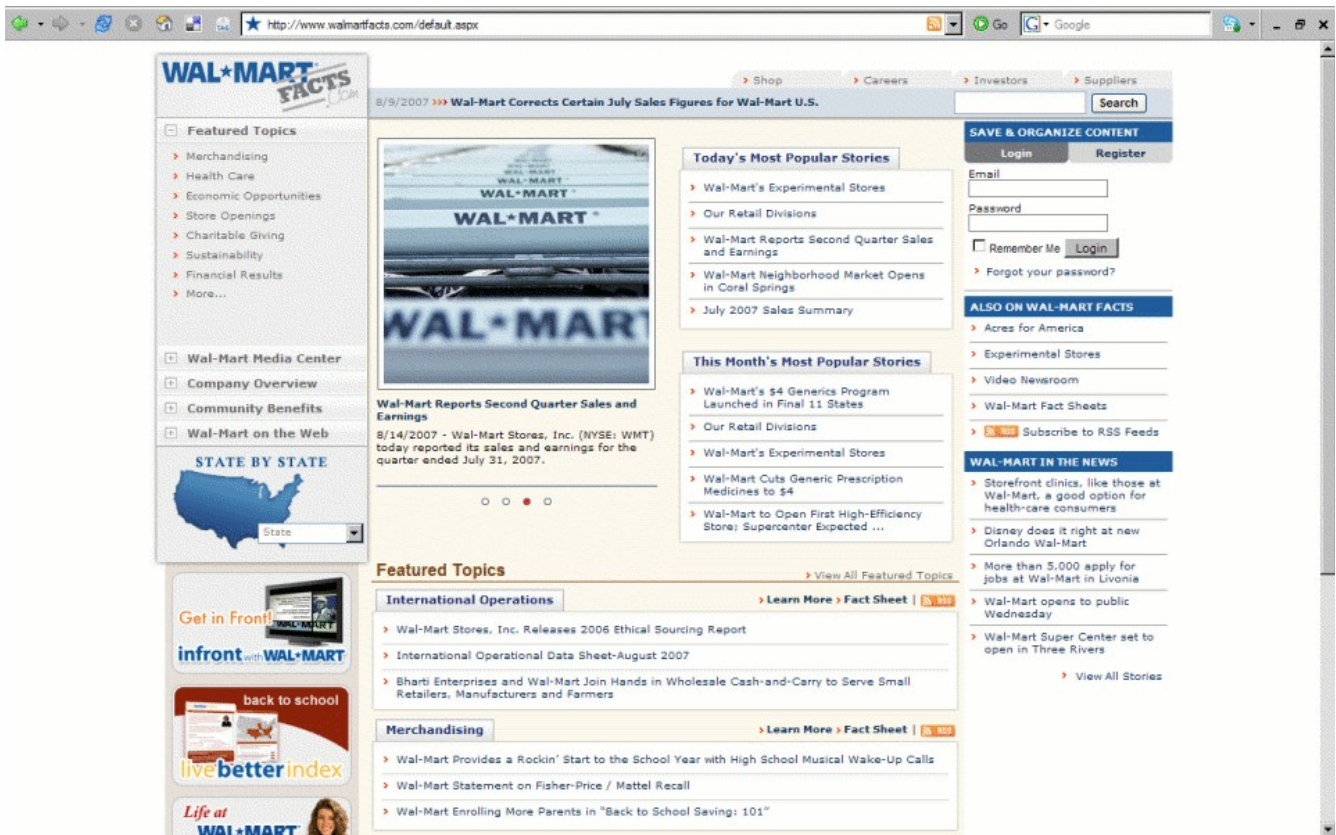 http://www.walmartfacts.com/default.aspx
Go
G
Google
WAL★MART
FACTS
.com
Shop
Careers
Investors
Suppliers
8/9/2007 »» Wal-Mart Corrects Certain July Sales Figures for Wal-Mart U.S.
Search
Featured Topics
Merchandising
Health Care
Economic Opportunities
Store Openings
Charitable Giving
Sustainability
Financial Results
More...
Wal-Mart Media Center
Company Overview
Community Benefits
Wal-Mart on the Web
STATE BY STATE
State
Get in Front!
infront with WAL★MART
back to school
live better index
Life at
WAL★MART
WAL-MART
WAL-MART
WAL★MART
WAL★MART
Wal-Mart Reports Second Quarter Sales and
Earnings
8/14/2007 - Wal-Mart Stores, Inc. (NYSE: WMT)
today reported its sales and earnings for the
quarter ended July 31, 2007.
Today's Most Popular Stories
Wal-Mart's Experimental Stores
Our Retail Divisions
Wal-Mart Reports Second Quarter Sales
and Earnings
Wal-Mart Neighborhood Market Opens
in Coral Springs
July 2007 Sales Summary
This Month's Most Popular Stories
Wal-Mart's $4 Generics Program
Launched in Final 11 States
Our Retail Divisions
Wal-Mart's Experimental Stores
Wal-Mart Cuts Generic Prescription
Medicines to $4
Wal-Mart to Open First High-Efficiency
Store; Supercenter Expected ...
Featured Topics
View All Featured Topics
International Operations
Learn More Fact Sheet | RSS
Wal-Mart Stores, Inc. Releases 2006 Ethical Sourcing Report
International Operational Data Sheet-August 2007
Bharti Enterprises and Wal-Mart Join Hands in Wholesale Cash-and-Carry to Serve Small
Retailers, Manufacturers and Farmers
Merchandising
Learn More Fact Sheet | RSS
Wal-Mart Provides a Rockin' Start to the School Year with High School Musical Wake-Up Calls
Wal-Mart Statement on Fisher-Price / Mattel Recall
Wal-Mart Enrolling More Parents in "Back to School Saving: 101"
SAVE & ORGANIZE CONTENT
Login
Register
Email
Password
Remember Me
Login
Forgot your password?
ALSO ON WAL-MART FACTS
Acres for America
Experimental Stores
Video Newsroom
Wal-Mart Fact Sheets
RSS Subscribe to RSS Feeds
WAL-MART IN THE NEWS
Storefront clinics, like those at
Wal-Mart, a good option for
health-care consumers
Disney does it right at new
Orlando Wal-Mart
More than 5,000 apply for
jobs at Wal-Mart in Livonia
Wal-Mart opens to public
Wednesday
Wal-Mart Super Center set to
open in Three Rivers
View All Stories